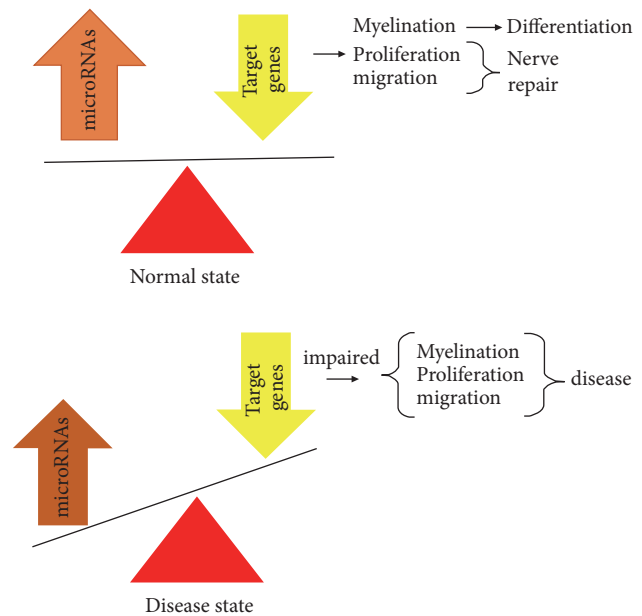 microRNAs
Target
genes
Myelination
Differentiation
Proliferation
migration
Nerve
repair
Normal state
microRNAs
Target
genes
impaired
Myelination
Proliferation
migration
disease
Disease state